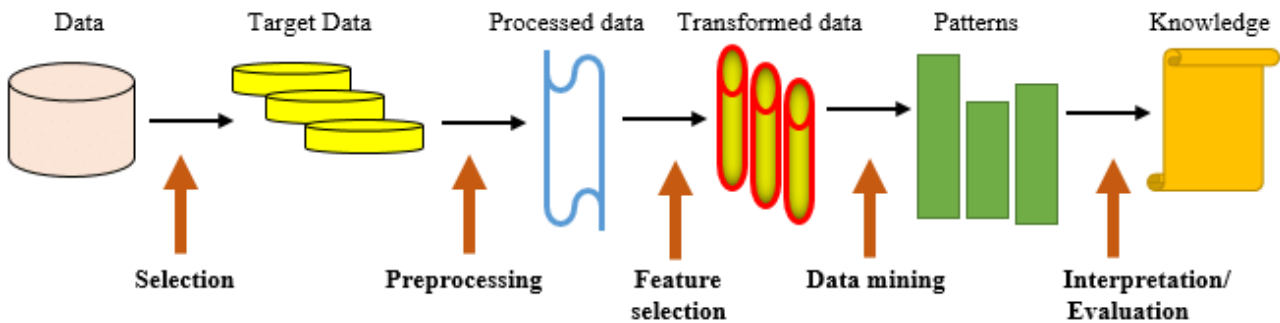 Data
Target Data
Processed data
Transformed data
Patterns
Knowledge
Selection
Preprocessing
Feature
selection
Data mining
Interpretation/
Evaluation